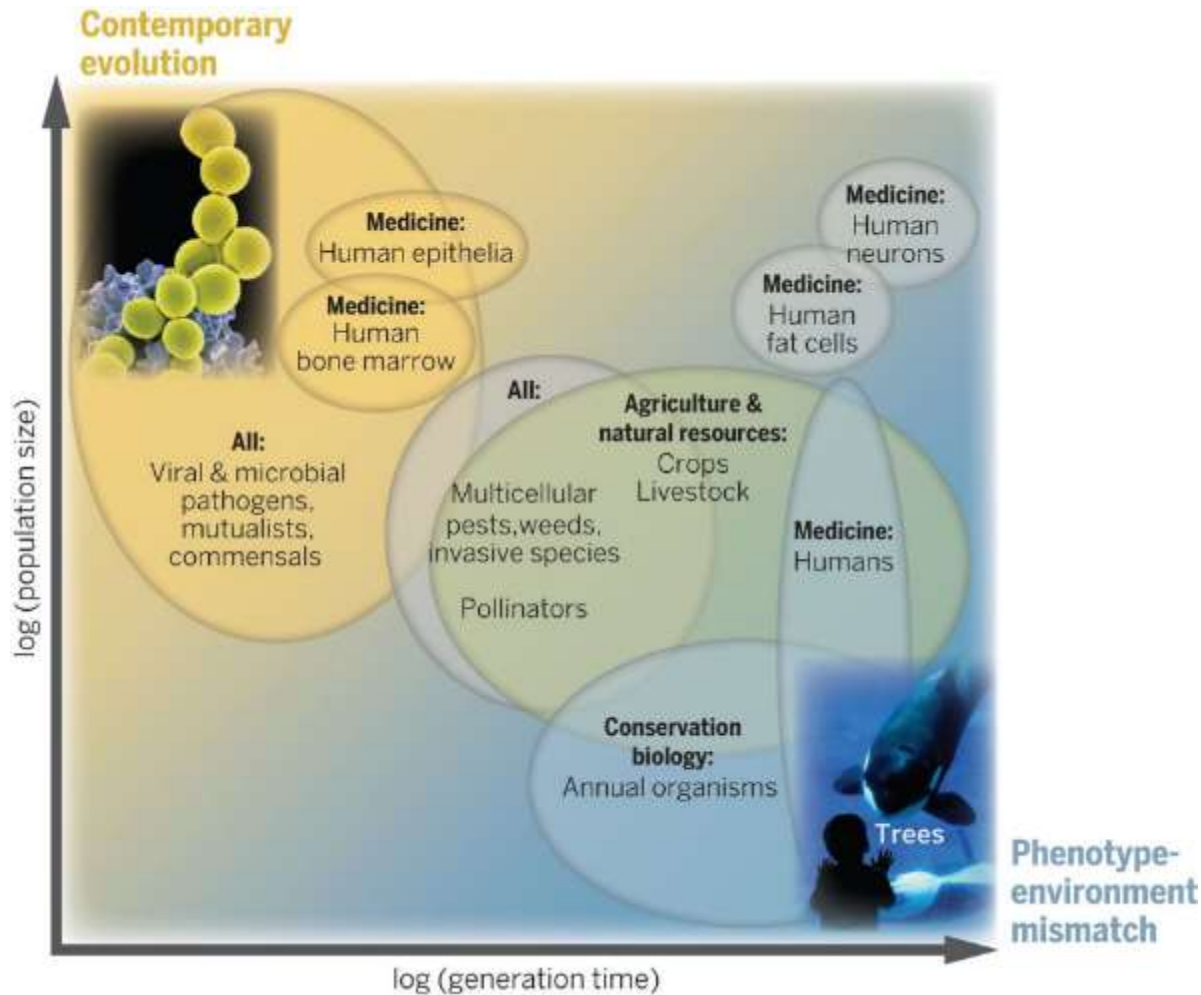 Contemporary
evolution
Medicine:
Human epithelia
Medicine:
Human
bone marrow
Medicine:
Human
neurons
Medicine:
Human
fat cells
All:
Viral & microbial
pathogens,
mutualists,
commensals
All:
Multicellular
pests,weeds,
invasive species
Pollinators
Agriculture &
natural resources:
Crops
Livestock
Medicine:
Humans
Conservation
biology:
Annual organisms
Trees
Phenotype-
environment
mismatch
log (population size)
log (generation time)